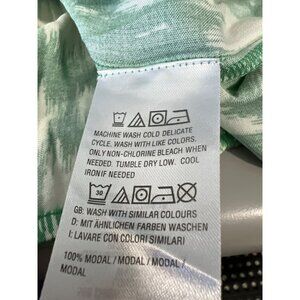 MACHINE WASH COLD DELICATE
CYCLE. WASH WITH LIKE COLORS.
ONLY NON-CHLORINE BLEACH WHEN
NEEDED. TUMBLE DRY LOW. COOL
IRON IF NEEDED
30
GB: WASH WITH SIMILAR COLOURS
D: MIT ÄHNLICHEN FARBEN WASCHEN
I: LAVARE CON COLORI SIMILARI
100% MODAL / MODAL / MODAL /
MODAL